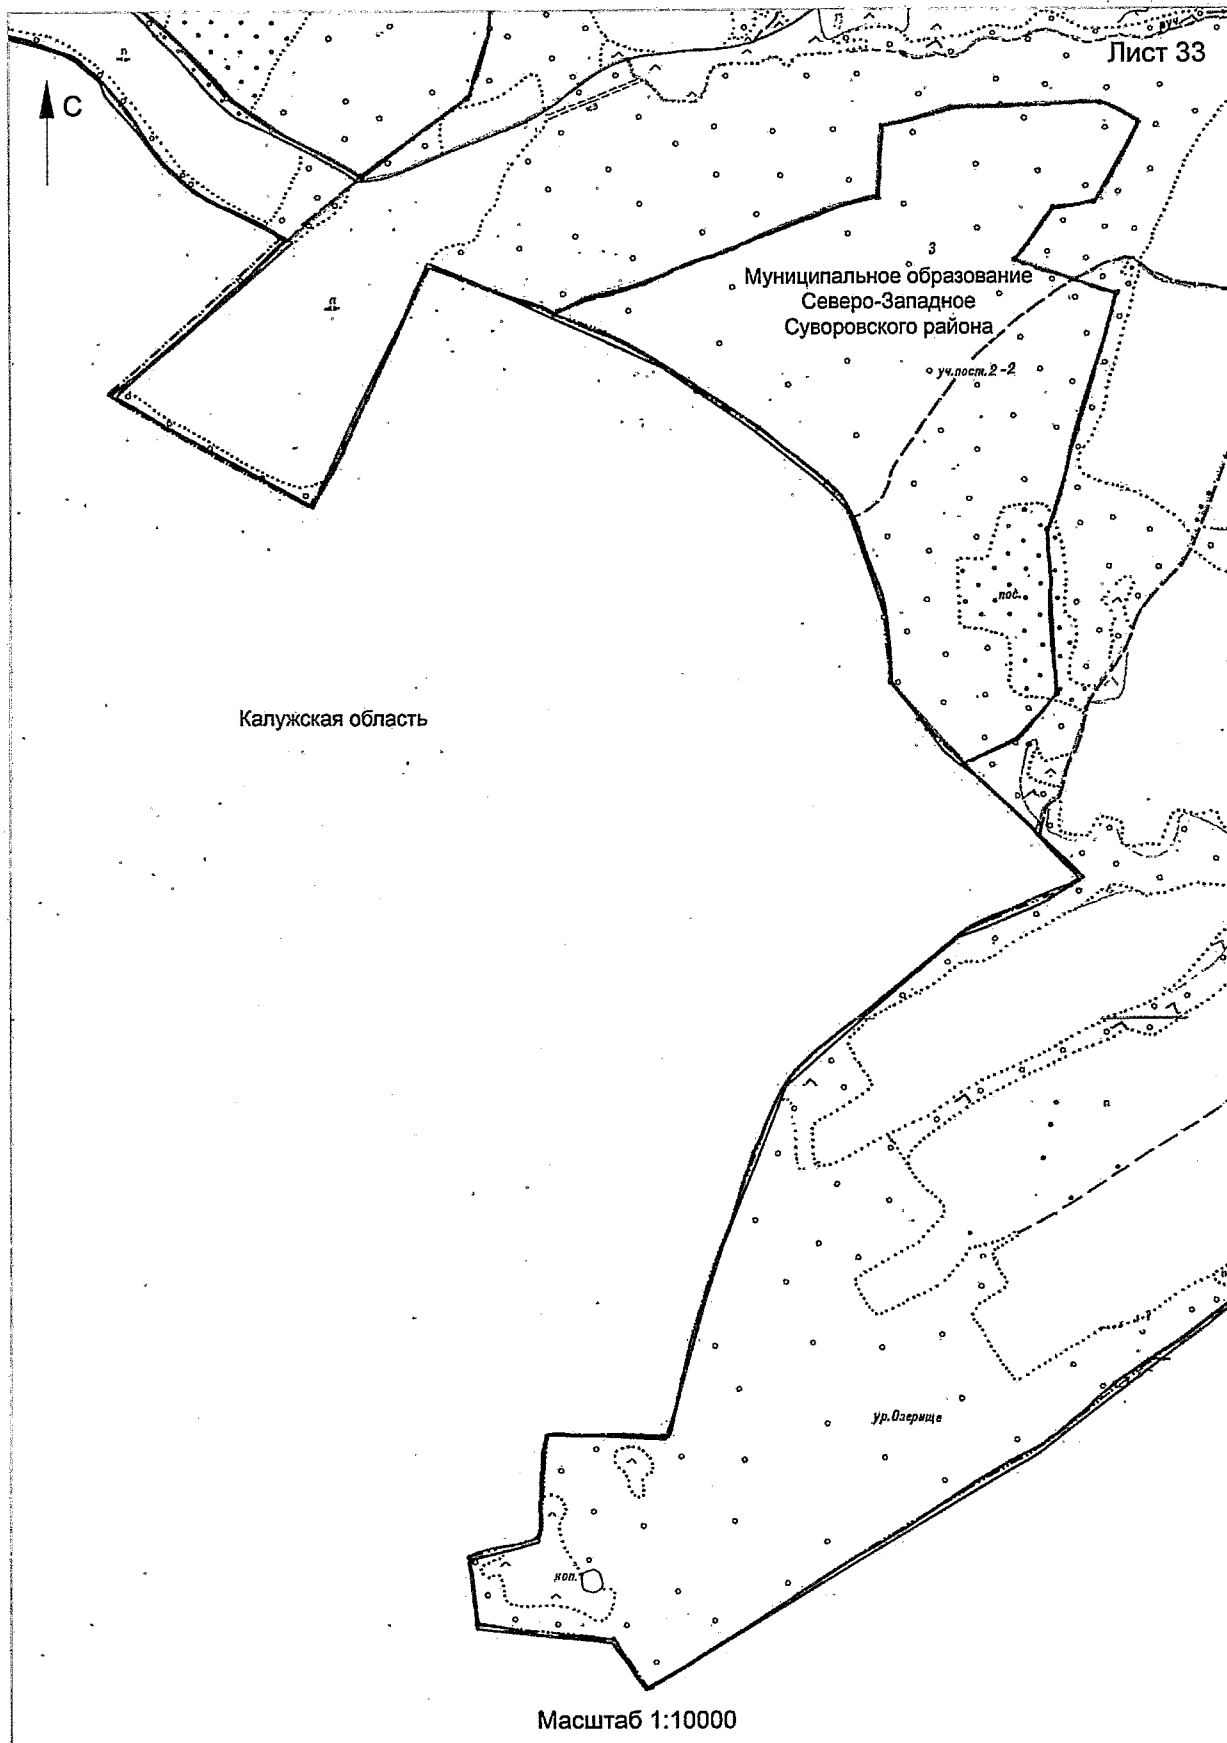 Лист 33
руч.
п
п
С
п
3
Муниципальное образование
Северо-Западное
Суворовского района
уч.пост.2-2
пос.
Калужская область
п
ур.Озерище
коп.
Масштаб 1:10000